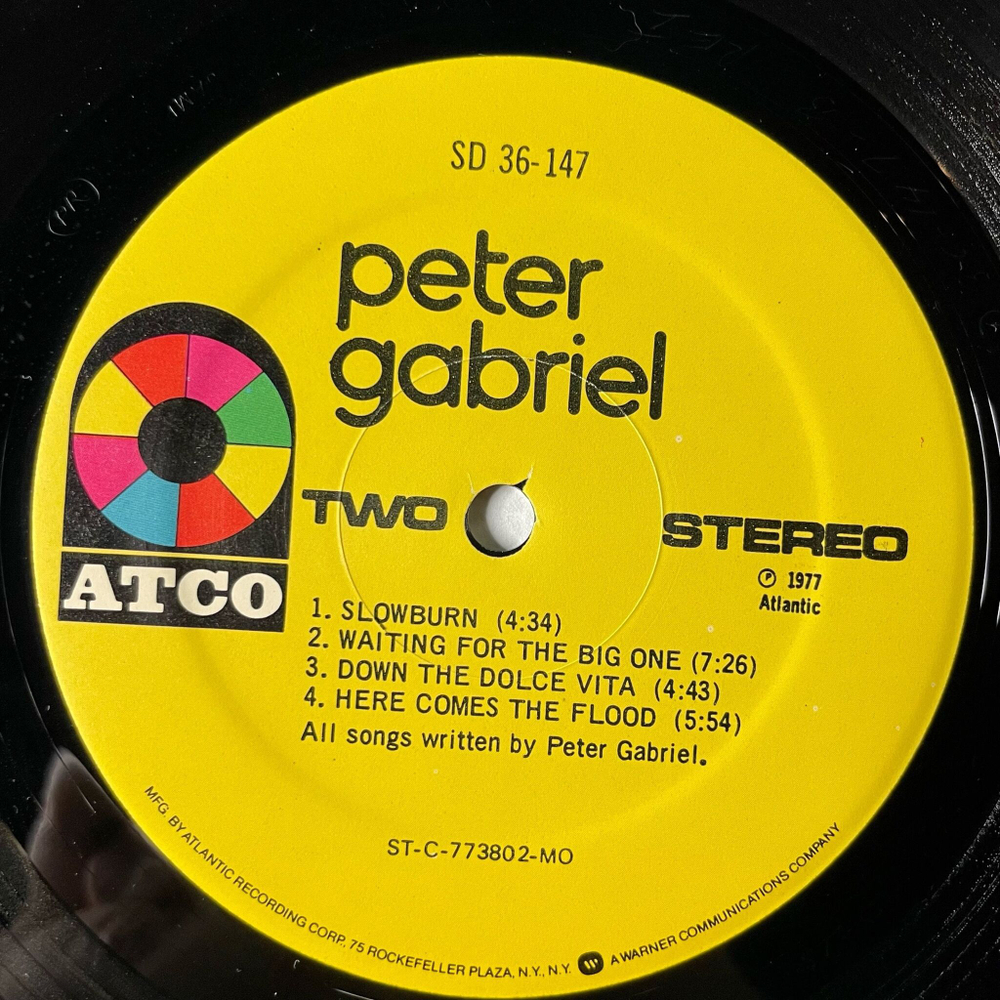 SD 36-147
peter
gabriel
TWO
STEREO
Ⓟ 1977
Atlantic
ATCO
1. SLOWBURN (4:34)
2. WAITING FOR THE BIG ONE (7:26)
3. DOWN THE DOLCE VITA (4:43)
4. HERE COMES THE FLOOD (5:54)
All songs written by Peter Gabriel.
ST-C-773802-MO
MFG. BY ATLANTIC RECORDING CORP., 75 ROCKEFELLER PLAZA, N.Y., N.Y. W A WARNER COMMUNICATIONS COMPANY
(PR)